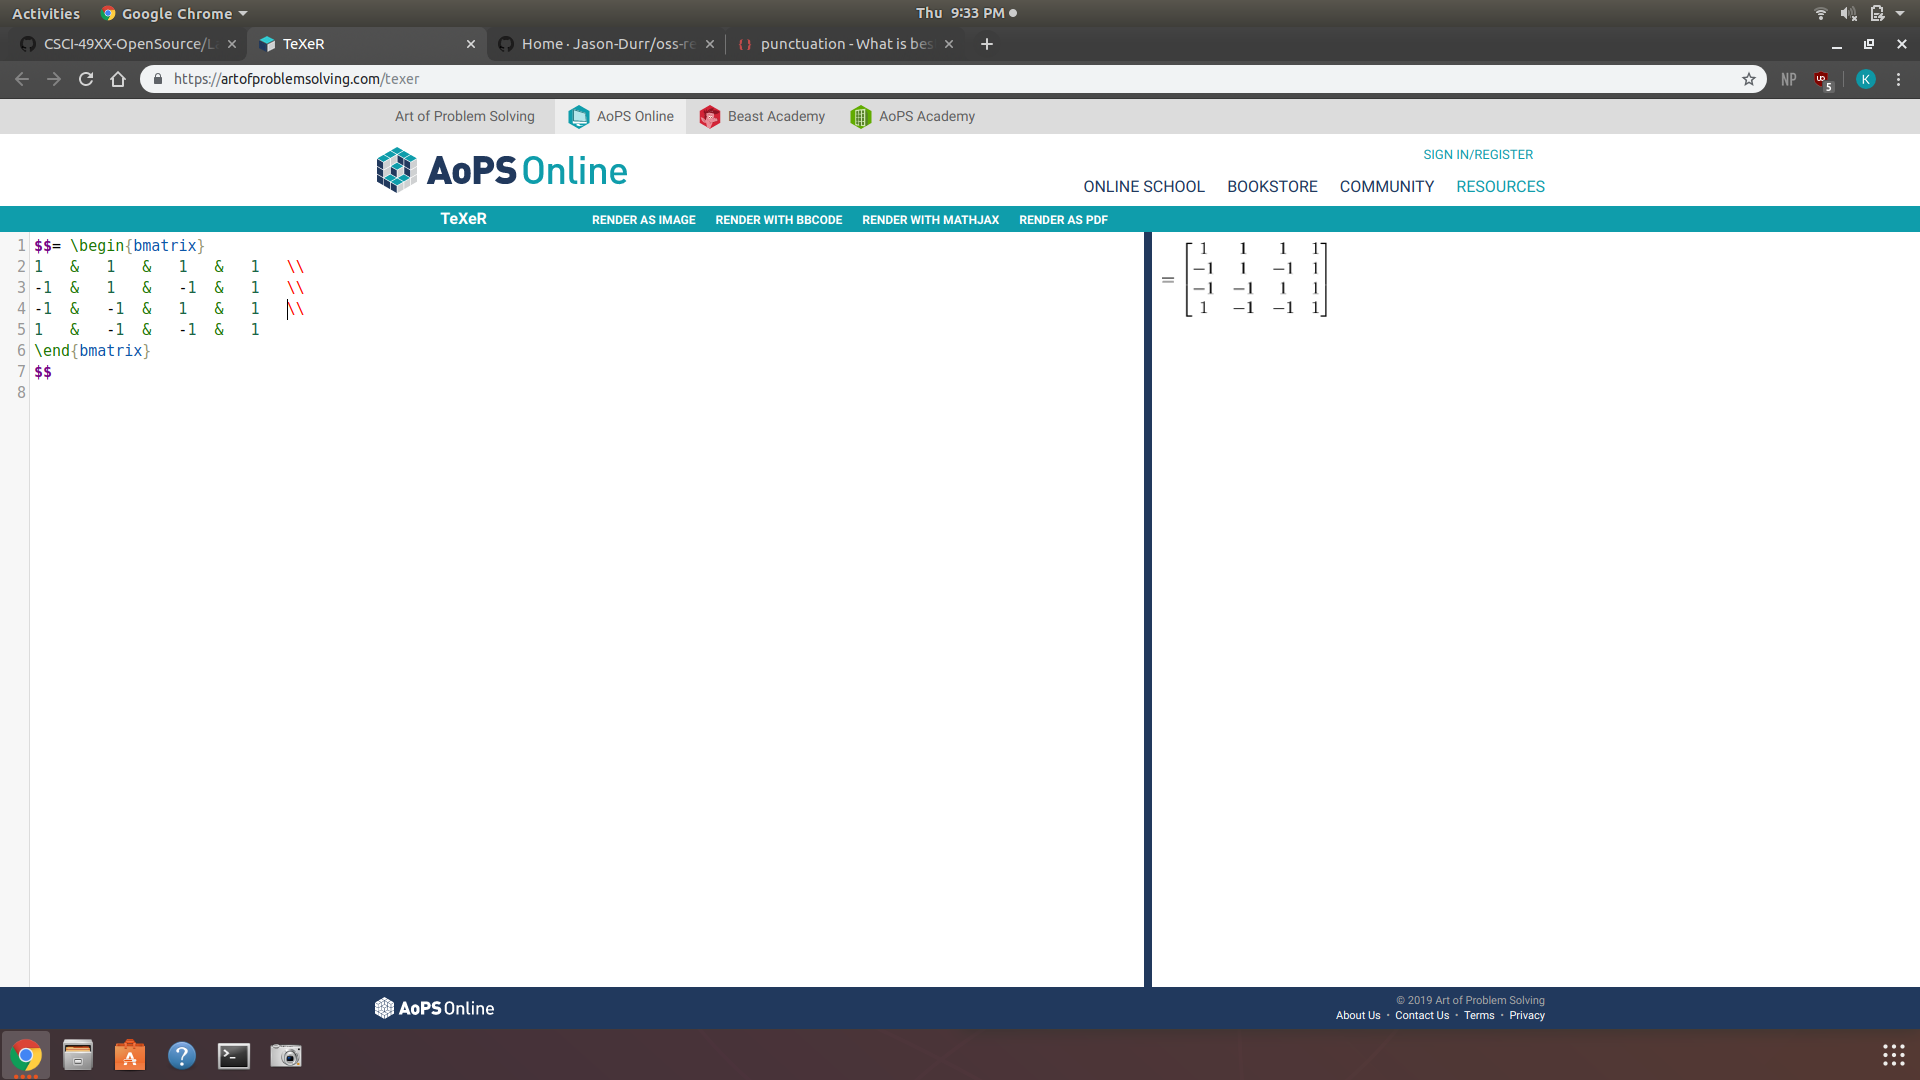 Activities Google Chrome Thu 9:33 PM
CSCI-49XX-OpenSource/L TeXeR Home · Jason-Durr/oss-re punctuation - What is bes
https://artofproblemsolving.com/texer NP 5 K
Art of Problem Solving AoPS Online Beast Academy AoPS Academy
AoPS Online
SIGN IN/REGISTER
ONLINE SCHOOL BOOKSTORE COMMUNITY RESOURCES
TeXeR RENDER AS IMAGE RENDER WITH BBCODE RENDER WITH MATHJAX RENDER AS PDF
1 $$= \begin{bmatrix}
2 1 & 1 & 1 & 1 \\
3 -1 & 1 & -1 & 1 \\
4 -1 & -1 & 1 & 1 \\
5 1 & -1 & -1 & 1
6 \end{bmatrix}
7 $$
8
1 1 1 1
−1 1 −1 1
=
−1 −1 1 1
1 −1 −1 1
AoPS Online
© 2019 Art of Problem Solving
About Us · Contact Us · Terms · Privacy